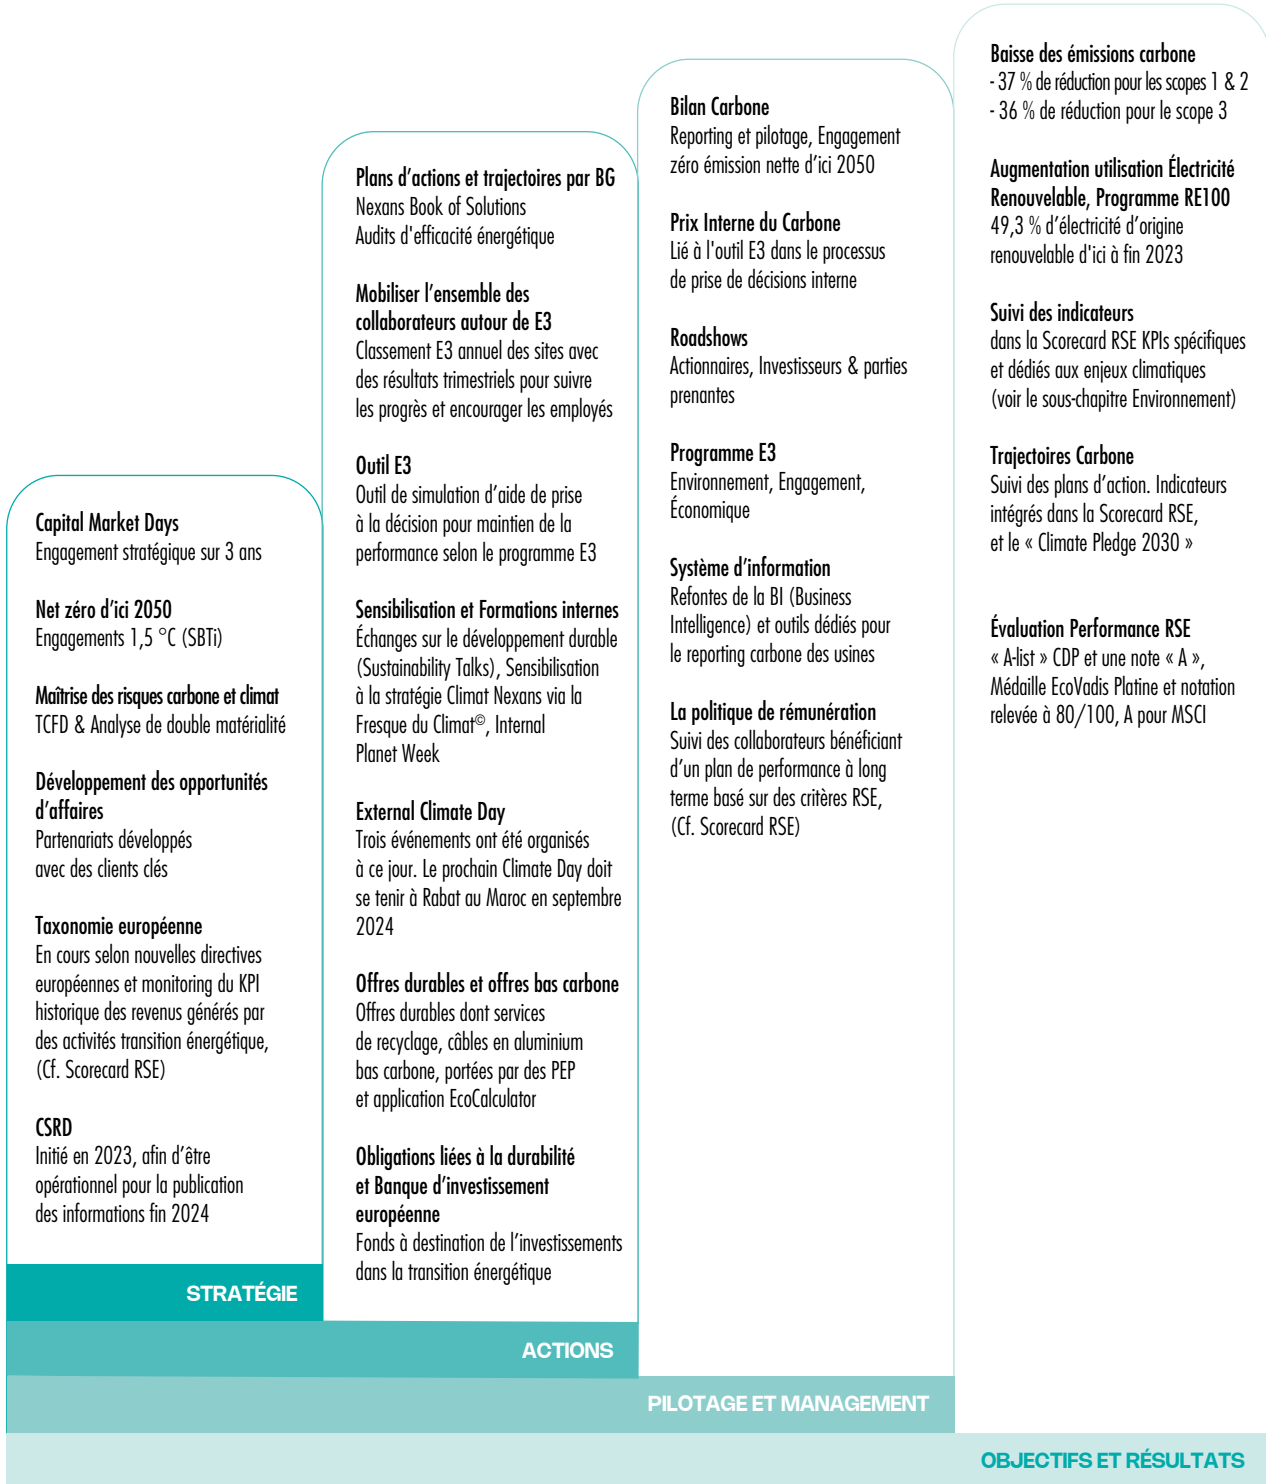 Capital Market Days
Engagement stratégique sur 3 ans
Net zéro d'ici 2050
Engagements 1,5 °C (SBTi)
Maîtrise des risques carbone et climat
TCFD & Analyse de double matérialité
Développement des opportunités
d'affaires
Partenariats développés
avec des clients clés
Taxonomie européenne
En cours selon nouvelles directives
européennes et monitoring du KPI
historique des revenus générés par
des activités transition énergétique,
(Cf. Scorecard RSE)
CSRD
Initié en 2023, afin d'être
opérationnel pour la publication
des informations fin 2024
STRATÉGIE
Plans d'actions et trajectoires par BG
Nexans Book of Solutions
Audits d'efficacité énergétique
Mobiliser l'ensemble des
collaborateurs autour de E3
Classement E3 annuel des sites avec
des résultats trimestriels pour suivre
les progrès et encourager les employés
Outil E3
Outil de simulation d'aide de prise
à la décision pour maintien de la
performance selon le programme E3
Sensibilisation et Formations internes
Échanges sur le développement durable
(Sustainability Talks), Sensibilisation
à la stratégie Climat Nexans via la
Fresque du Climat©, Internal
Planet Week
External Climate Day
Trois événements ont été organisés
à ce jour. Le prochain Climate Day doit
se tenir à Rabat au Maroc en septembre
2024
Offres durables et offres bas carbone
Offres durables dont services
de recyclage, câbles en aluminium
bas carbone, portées par des PEP
et application EcoCalculator
Obligations liées à la durabilité
et Banque d'investissement
européenne
Fonds à destination de l'investissements
dans la transition énergétique
ACTIONS
Bilan Carbone
Reporting et pilotage, Engagement
zéro émission nette d'ici 2050
Prix Interne du Carbone
Lié à l'outil E3 dans le processus
de prise de décisions interne
Roadshows
Actionnaires, Investisseurs & parties
prenantes
Programme E3
Environnement, Engagement,
Économique
Système d'information
Refontes de la BI (Business
Intelligence) et outils dédiés pour
le reporting carbone des usines
La politique de rémunération
Suivi des collaborateurs bénéficiant
d'un plan de performance à long
terme basé sur des critères RSE,
(Cf. Scorecard RSE)
PILOTAGE ET MANAGEMENT
Baisse des émissions carbone
- 37 % de réduction pour les scopes 1 & 2
- 36 % de réduction pour le scope 3
Augmentation utilisation Électricité
Renouvelable, Programme RE100
49,3 % d'électricité d'origine
renouvelable d'ici à fin 2023
Suivi des indicateurs
dans la Scorecard RSE KPIs spécifiques
et dédiés aux enjeux climatiques
(voir le sous-chapitre Environnement)
Trajectoires Carbone
Suivi des plans d'action. Indicateurs
intégrés dans la Scorecard RSE,
et le « Climate Pledge 2030 »
Évaluation Performance RSE
« A-list » CDP et une note « A »,
Médaille EcoVadis Platine et notation
relevée à 80/100, A pour MSCI
OBJECTIFS ET RÉSULTATS